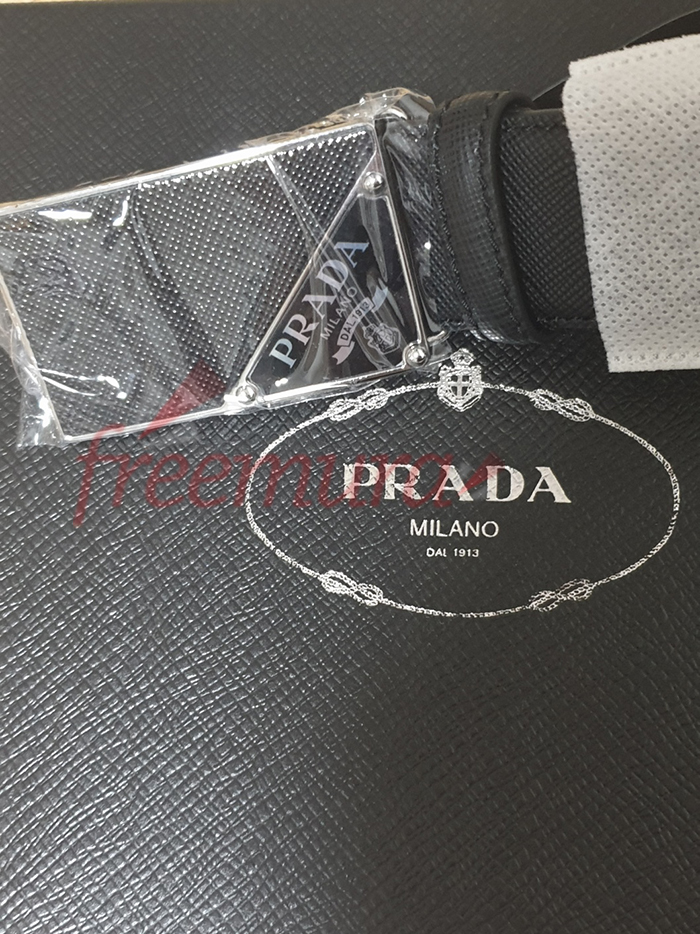 PRADA
MILANO
DAL 1913
freemura
PRADA
MILANO
DAL 1913